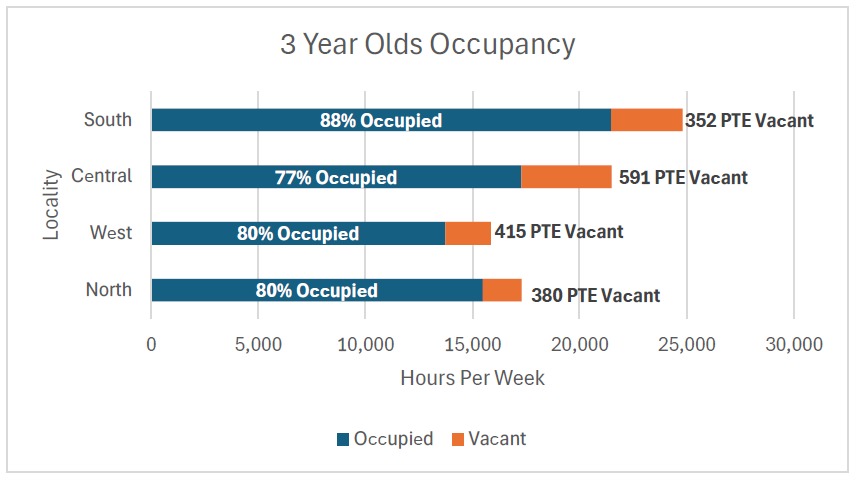 3 Year Olds Occupancy
South
88% Occupied
352 PTE Vacant
Central
77% Occupied
591 PTE Vacant
Locality
West
80% Occupied
415 PTE Vacant
North
80% Occupied
380 PTE Vacant
0 5,000 10,000 15,000 20,000 25,000 30,000
Hours Per Week
Occupied Vacant